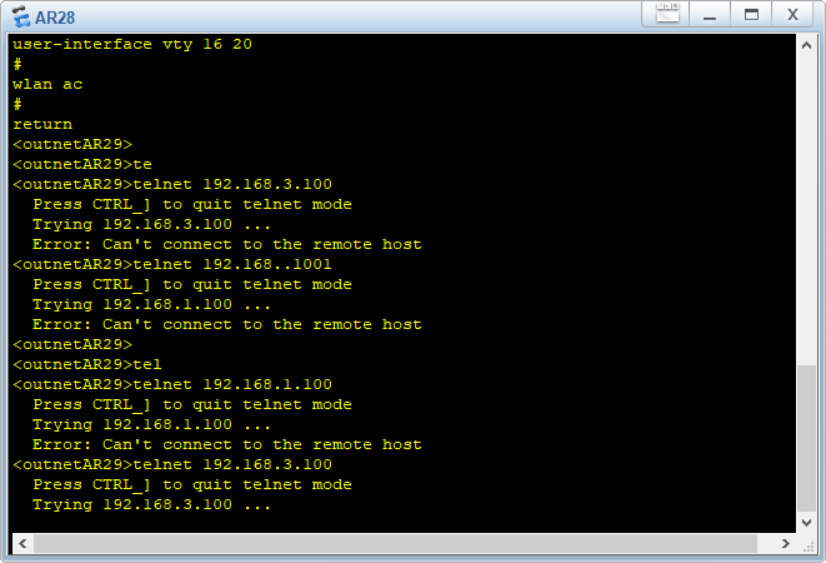 AR28
user-interface vty 16 20
#
wlan ac
#
return
<outnetAR29>
<outnetAR29>te
<outnetAR29>telnet 192.168.3.100
  Press CTRL_] to quit telnet mode
  Trying 192.168.3.100 ...
  Error: Can't connect to the remote host
<outnetAR29>telnet 192.168..1001
  Press CTRL_] to quit telnet mode
  Trying 192.168.1.100 ...
  Error: Can't connect to the remote host
<outnetAR29>
<outnetAR29>tel
<outnetAR29>telnet 192.168.1.100
  Press CTRL_] to quit telnet mode
  Trying 192.168.1.100 ...
  Error: Can't connect to the remote host
<outnetAR29>telnet 192.168.3.100
  Press CTRL_] to quit telnet mode
  Trying 192.168.3.100 ...